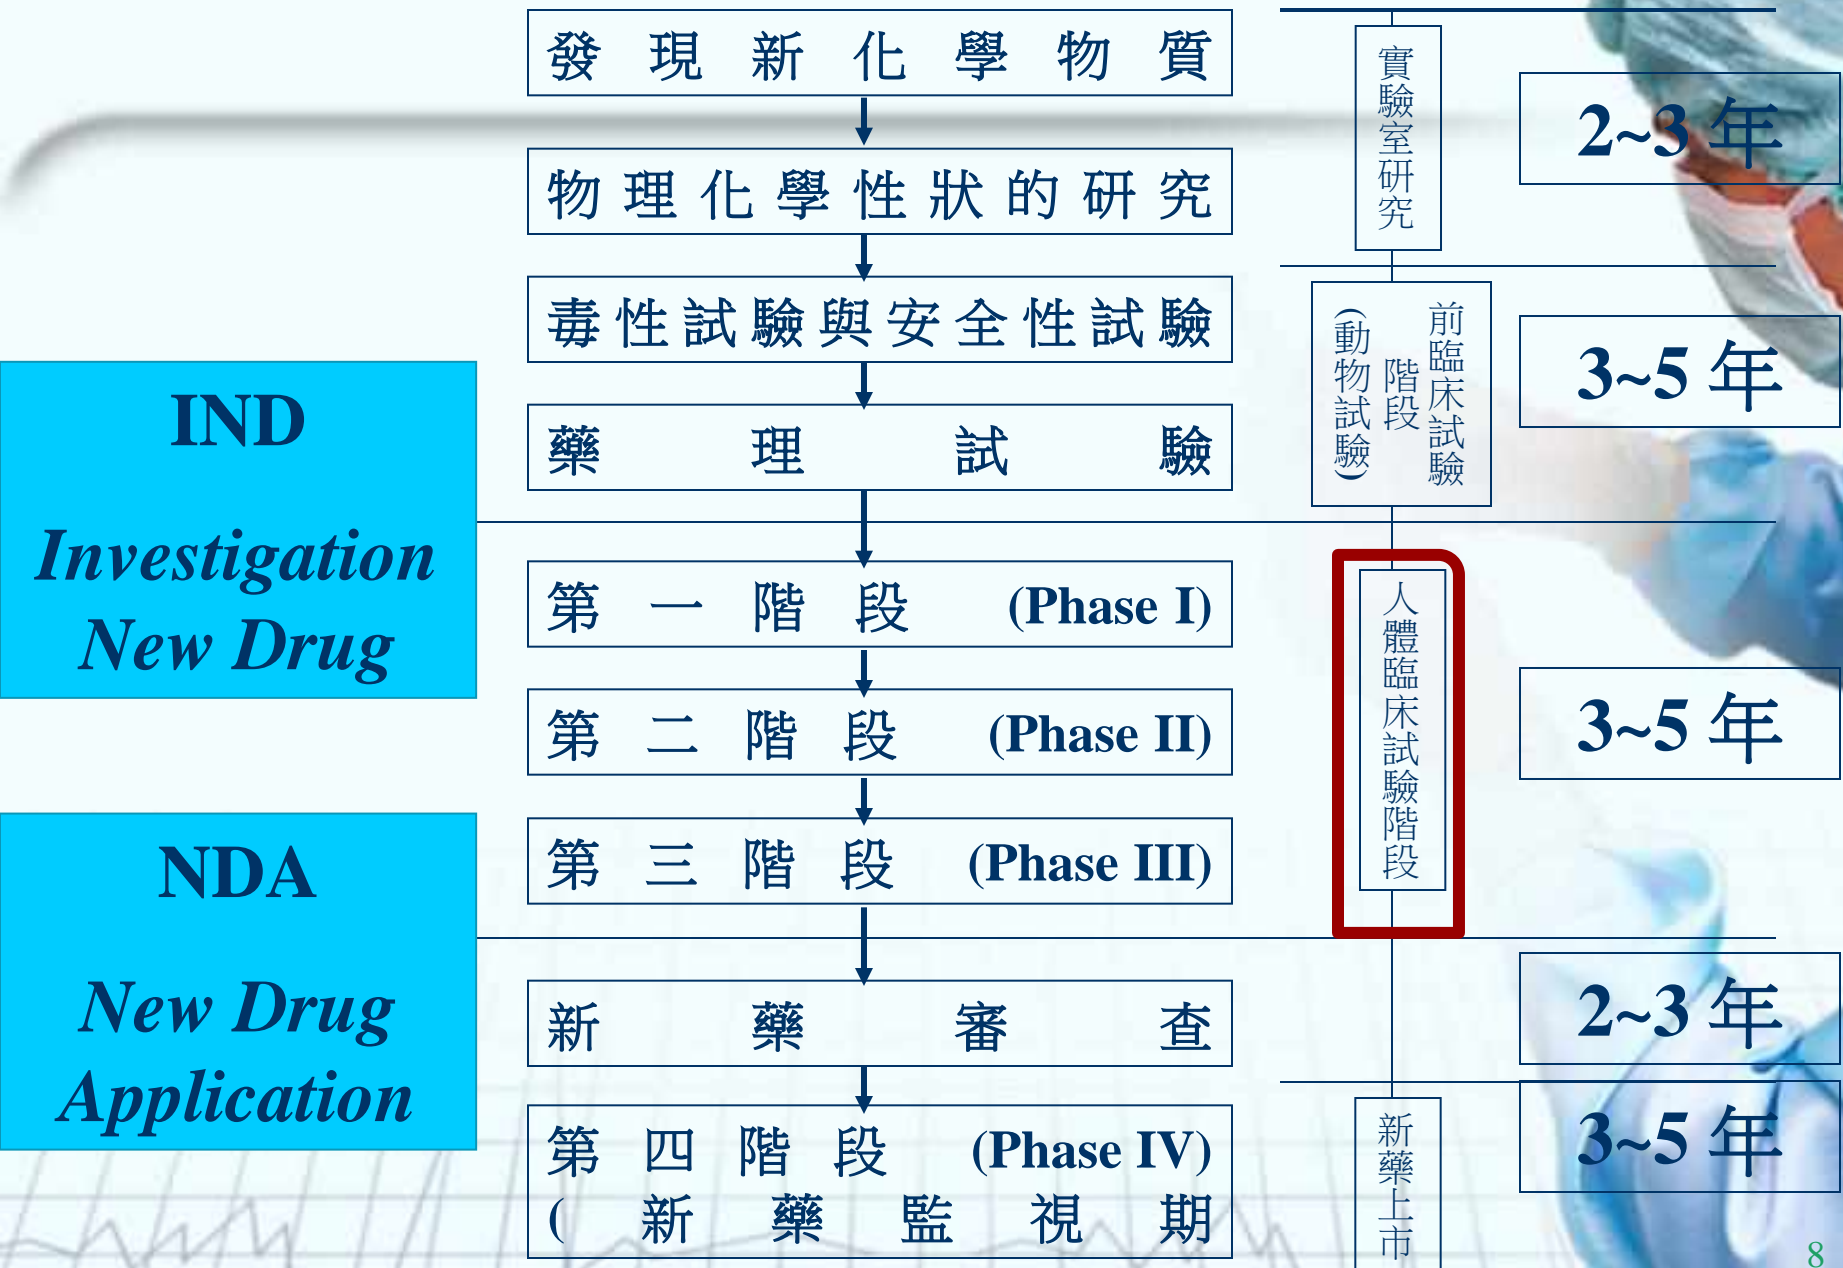 發現新化學物質
物理化學性狀的研究
毒性試驗與安全性試驗
藥理試驗
第一階段 (Phase I)
第二階段 (Phase II)
第三階段 (Phase III)
新藥審查
第四階段 (Phase IV)
(新藥監視期
IND
Investigation
New Drug
NDA
New Drug
Application
實驗室研究
前臨床試驗
階段
(動物試驗)
人體臨床試驗階段
新藥上市
2~3 年
3~5 年
3~5 年
2~3 年
3~5 年
8